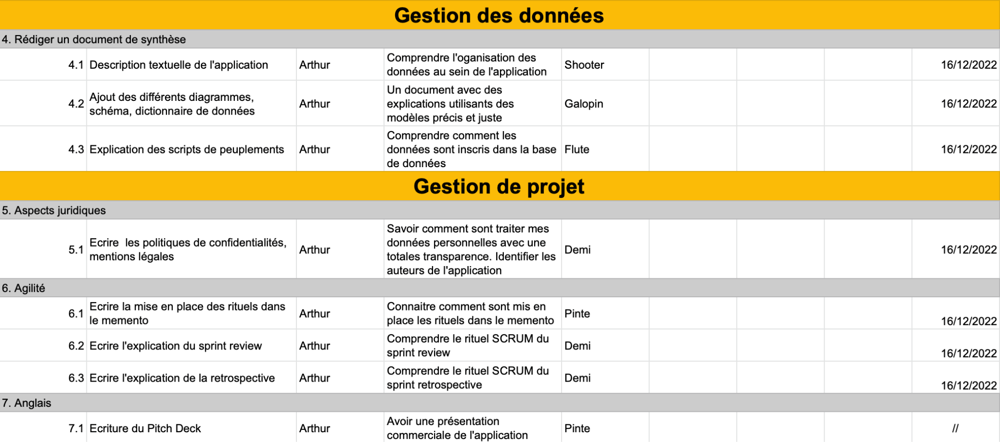 Gestion des données
4. Rédiger un document de synthèse
4.1 Description textuelle de l'application Arthur Comprendre l'oganisation des
données au sein de l'application Shooter 16/12/2022
4.2 Ajout des différents diagrammes,
schéma, dictionnaire de données Arthur Un document avec des
explications utilisants des
modèles précis et juste Galopin 16/12/2022
4.3 Explication des scripts de peuplements Arthur Comprendre comment les
données sont inscris dans la base
de données Flute 16/12/2022
Gestion de projet
5. Aspects juridiques
5.1 Ecrire  les politiques de confidentialités,
mentions légales Arthur Savoir comment sont traiter mes
données personnelles avec une
totales transparence. Identifier les
auteurs de l'application Demi 16/12/2022
6. Agilité
6.1 Ecrire la mise en place des rituels dans
le memento Arthur Connaitre comment sont mis en
place les rituels dans le memento Pinte 16/12/2022
6.2 Ecrire l'explication du sprint review Arthur Comprendre le rituel SCRUM du
sprint review Demi 16/12/2022
6.3 Ecrire l'explication de la retrospective Arthur Comprendre le rituel SCRUM du
sprint retrospective Demi 16/12/2022
7. Anglais
7.1 Ecriture du Pitch Deck Arthur Avoir une présentation
commerciale de l'application Pinte //